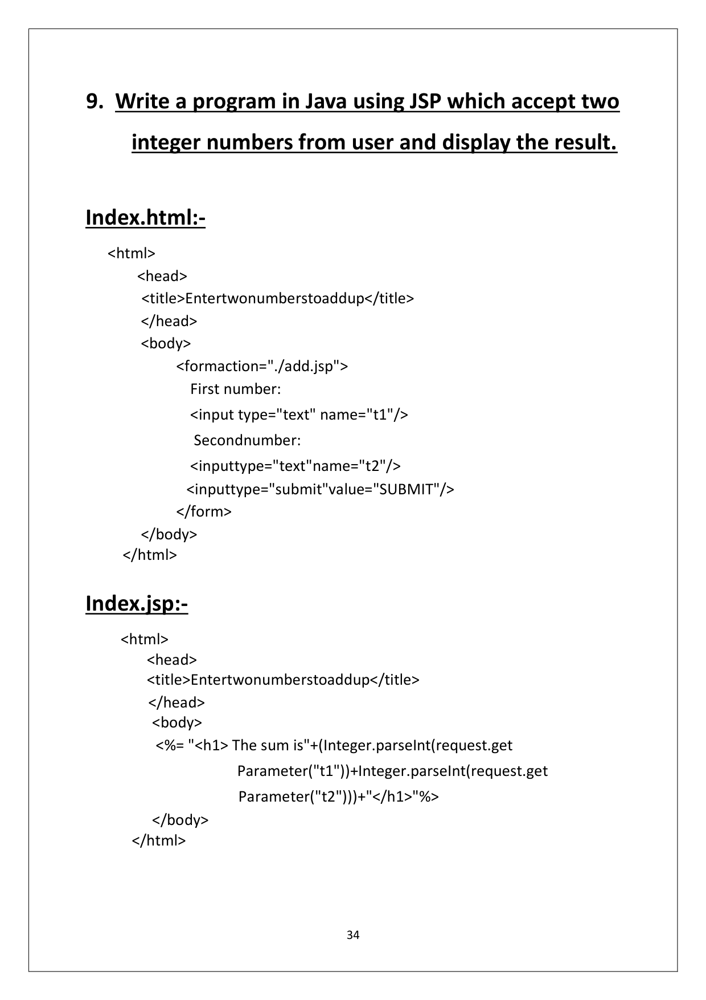 9. Write a program in Java using JSP which accept two
integer numbers from user and display the result.
Index.html:-
<html>
<head>
<title>Entertwonumberstoaddup</title>
</head>
<body>
<formaction="./add.jsp">
First number:
<input type="text" name="t1"/>
Secondnumber:
<inputtype="text"name="t2"/>
<inputtype="submit"value="SUBMIT"/>
</form>
</body>
</html>
Index.jsp:-
<html>
<head>
<title>Entertwonumberstoaddup</title>
</head>
<body>
<%= "<h1> The sum is"+(Integer.parseInt(request.get
Parameter("t1"))+Integer.parseInt(request.get
Parameter("t2")))+"</h1>"%>
</body>
</html>
34